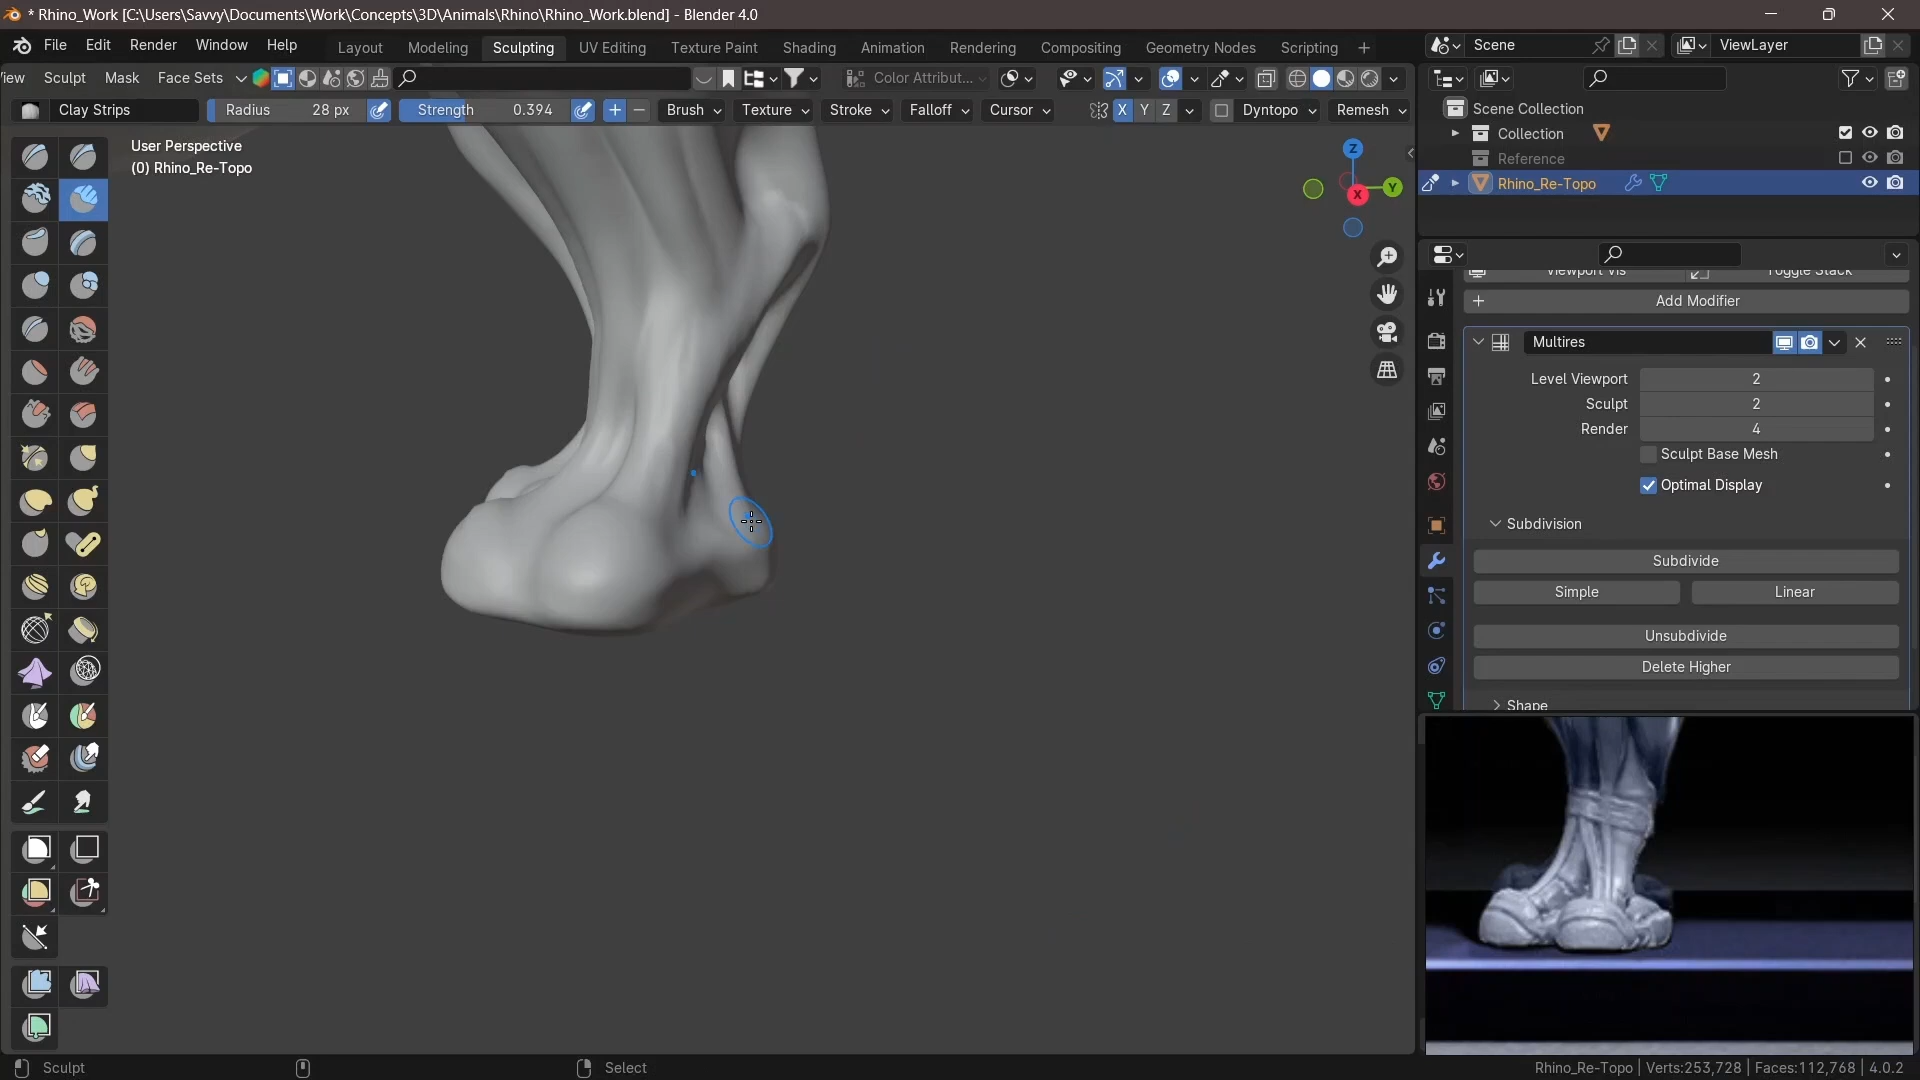 * Rhino_Work [C:\Users\Savvy\Documents\Work\Concepts\3D\Animals\Rhino\Rhino_Work.blend] - Blender 4.0
File Edit Render Window Help Layout Modeling Sculpting UV Editing Texture Paint Shading Animation Rendering Compositing Geometry Nodes Scripting + Scene ViewLayer
iew Sculpt Mask Face Sets Color Attribut...
Clay Strips Radius 28 px Strength 0.394 Brush Texture Stroke Falloff Cursor X Y Z Dyntopo Remesh
User Perspective
(0) Rhino_Re-Topo
Z
Y
X
Scene Collection
Collection
Reference
Rhino_Re-Topo
Viewport Vis Toggle Stack
Add Modifier
Multires
Level Viewport 2
Sculpt 2
Render 4
Sculpt Base Mesh
Optimal Display
Subdivision
Subdivide
Simple Linear
Unsubdivide
Delete Higher
Shape
Sculpt Select Rhino_Re-Topo | Verts:253,728 | Faces:112,768 | 4.0.2